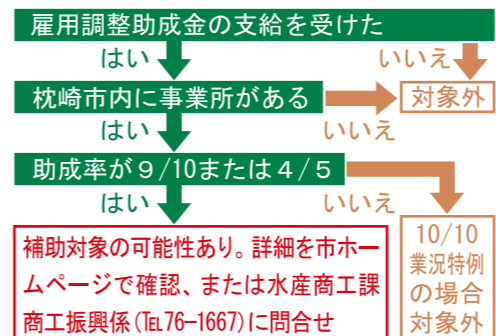 雇用調整助成金の支給を受けた
はい いいえ
枕崎市内に事業所がある 対象外
はい いいえ
助成率が9/10または4/5
はい いいえ
補助対象の可能性あり。詳細を市ホー
ムページで確認、または水産商工課
商工振興係(℡76−1667)に問合せ
10/10
業況特例
の場合
対象外